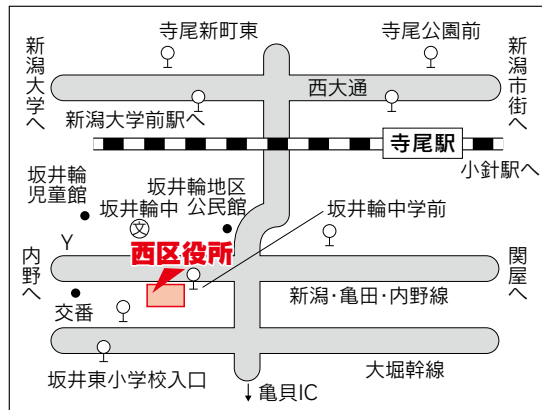 寺尾新町東
寺尾公園前
新潟大学へ
新潟市街へ
西大通
新潟大学前駅へ
寺尾駅
小針駅へ
坂井輪
児童館
坂井輪地区
公民館
坂井輪中
文
坂井輪中学前
Y
西区役所
内野へ
関屋へ
交番
新潟・亀田・内野線
坂井東小学校入口
大堀幹線
↓亀貝IC